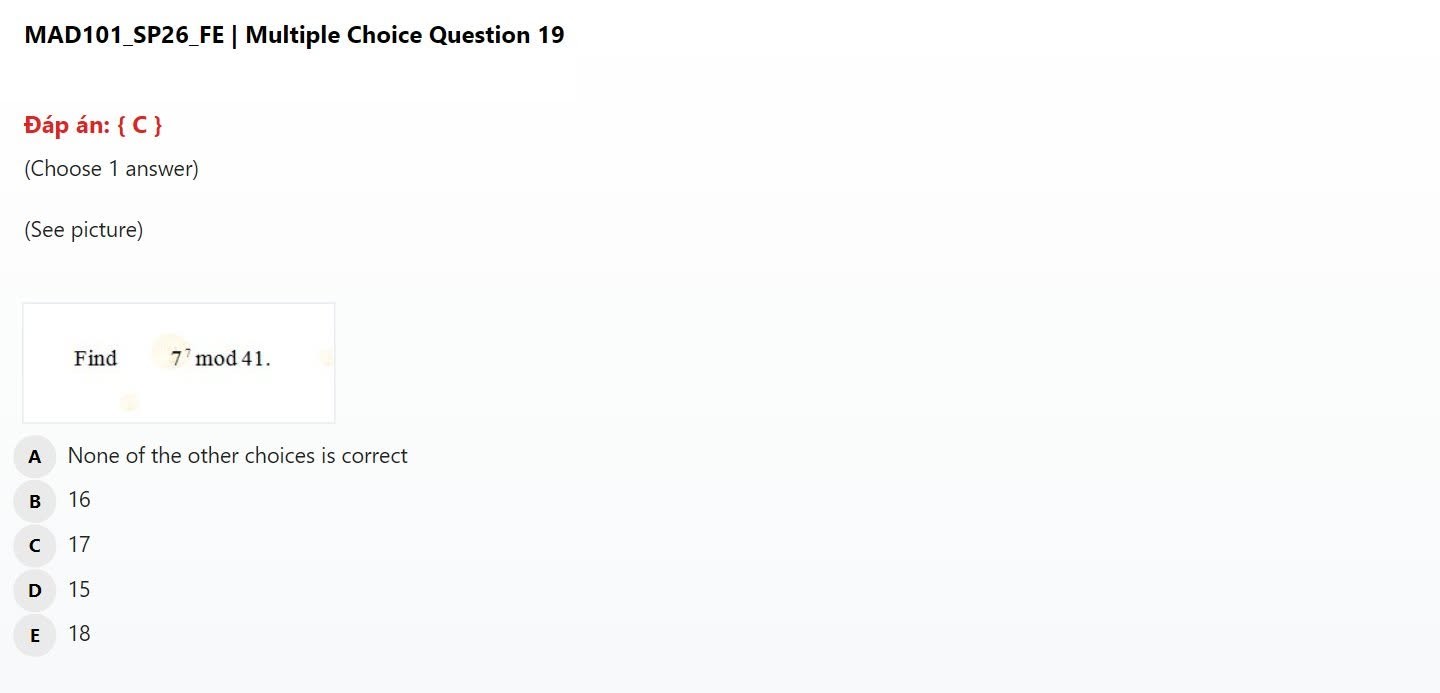 MAD101_SP26_FE | Multiple Choice Question 19
Đáp án: { C }
(Choose 1 answer)
(See picture)
Find 7⁷ mod 41.
A None of the other choices is correct
B 16
C 17
D 15
E 18